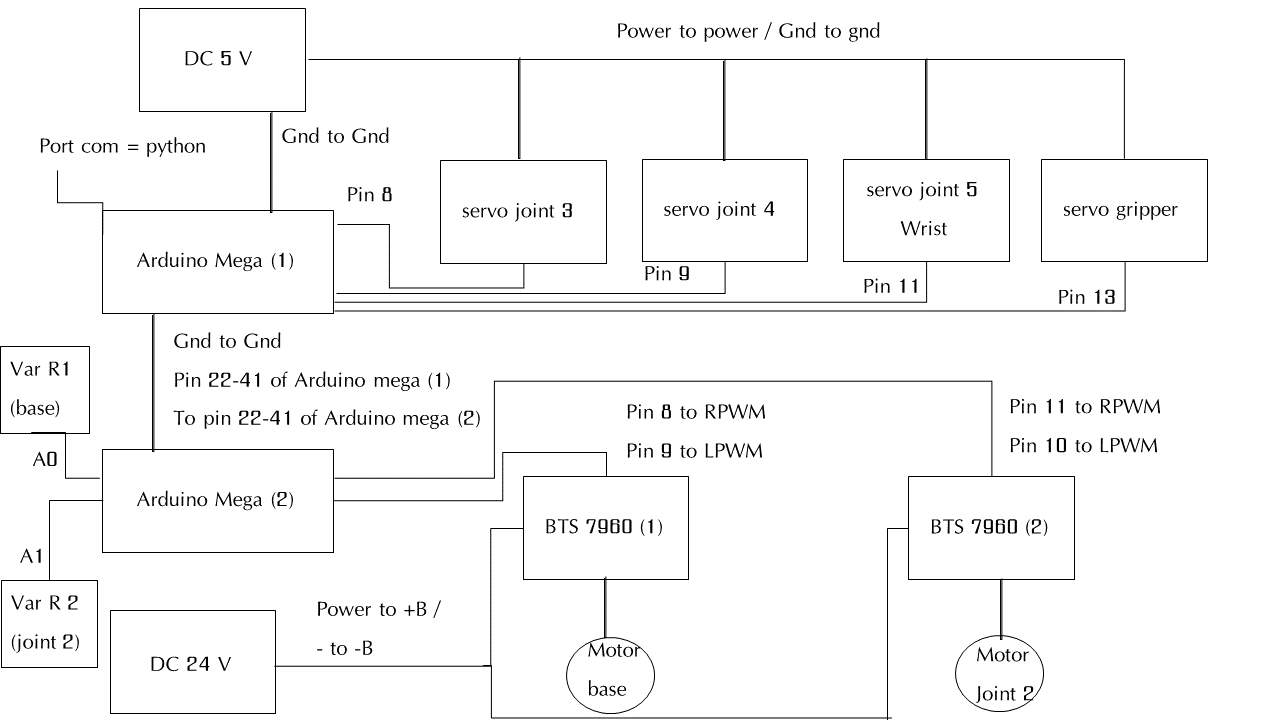 DC 5 V
Power to power / Gnd to gnd
Gnd to Gnd
Port com = python
Pin 8
servo joint 3
servo joint 4
servo joint 5
Wrist
servo gripper
Arduino Mega (1)
Pin 9
Pin 11
Pin 13
Gnd to Gnd
Pin 22-41 of Arduino mega (1)
To pin 22-41 of Arduino mega (2)
Var R1
(base)
A0
Pin 8 to RPWM
Pin 9 to LPWM
Pin 11 to RPWM
Pin 10 to LPWM
Arduino Mega (2)
BTS 7960 (1)
BTS 7960 (2)
A1
Var R 2
(joint 2)
Power to +B /
- to -B
DC 24 V
Motor
base
Motor
Joint 2